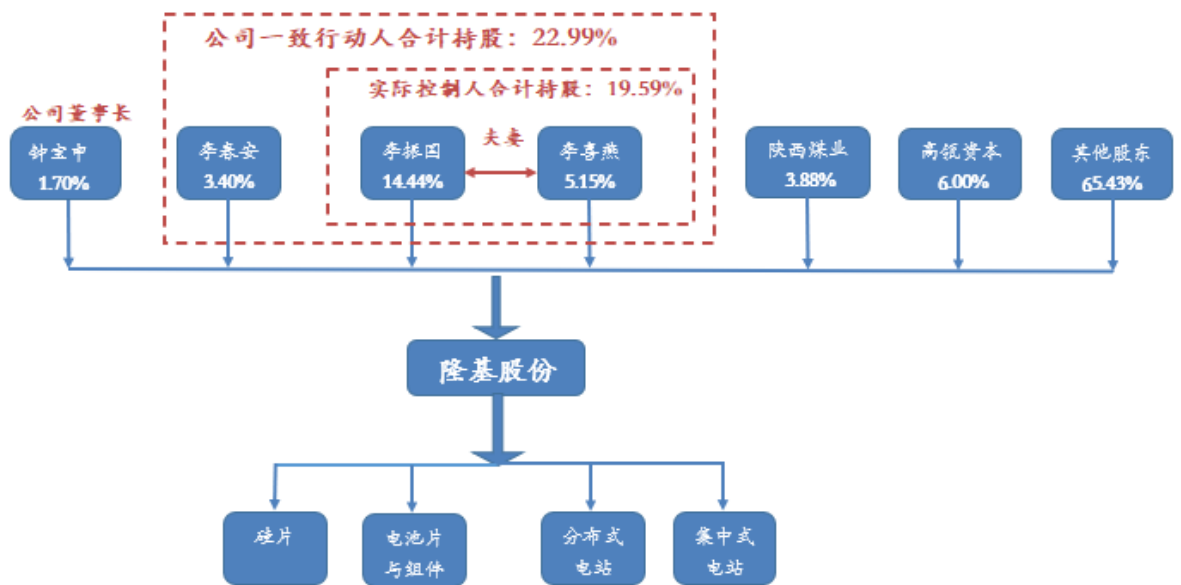 公司一致行动人合计持股：22.99%
实际控制人合计持股：19.59%
公司董事长
夫妻
钟宝申
1.70%
李春安
3.40%
李振国
14.44%
李喜燕
5.15%
陕西煤业
3.88%
高瓴资本
6.00%
其他股东
65.43%
隆基股份
硅片
电池片
与组件
分布式
电站
集中式
电站